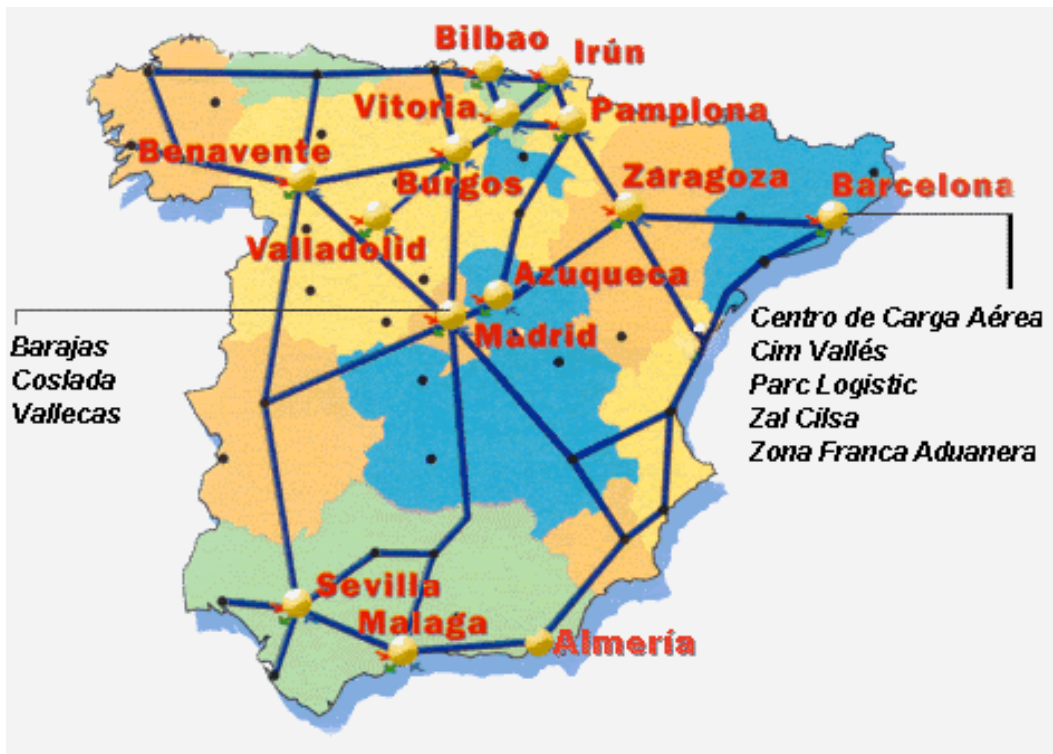 Bilbao
Irún
Vitoria
Pamplona
Benavente
Burgos
Zaragoza
Barcelona
Valladolid
Azuqueca
Madrid
Barajas
Coslada
Vallecas
Centro de Carga Aérea
Cim Vallés
Parc Logistic
Zal Cilsa
Zona Franca Aduanera
Sevilla
Malaga
Almería